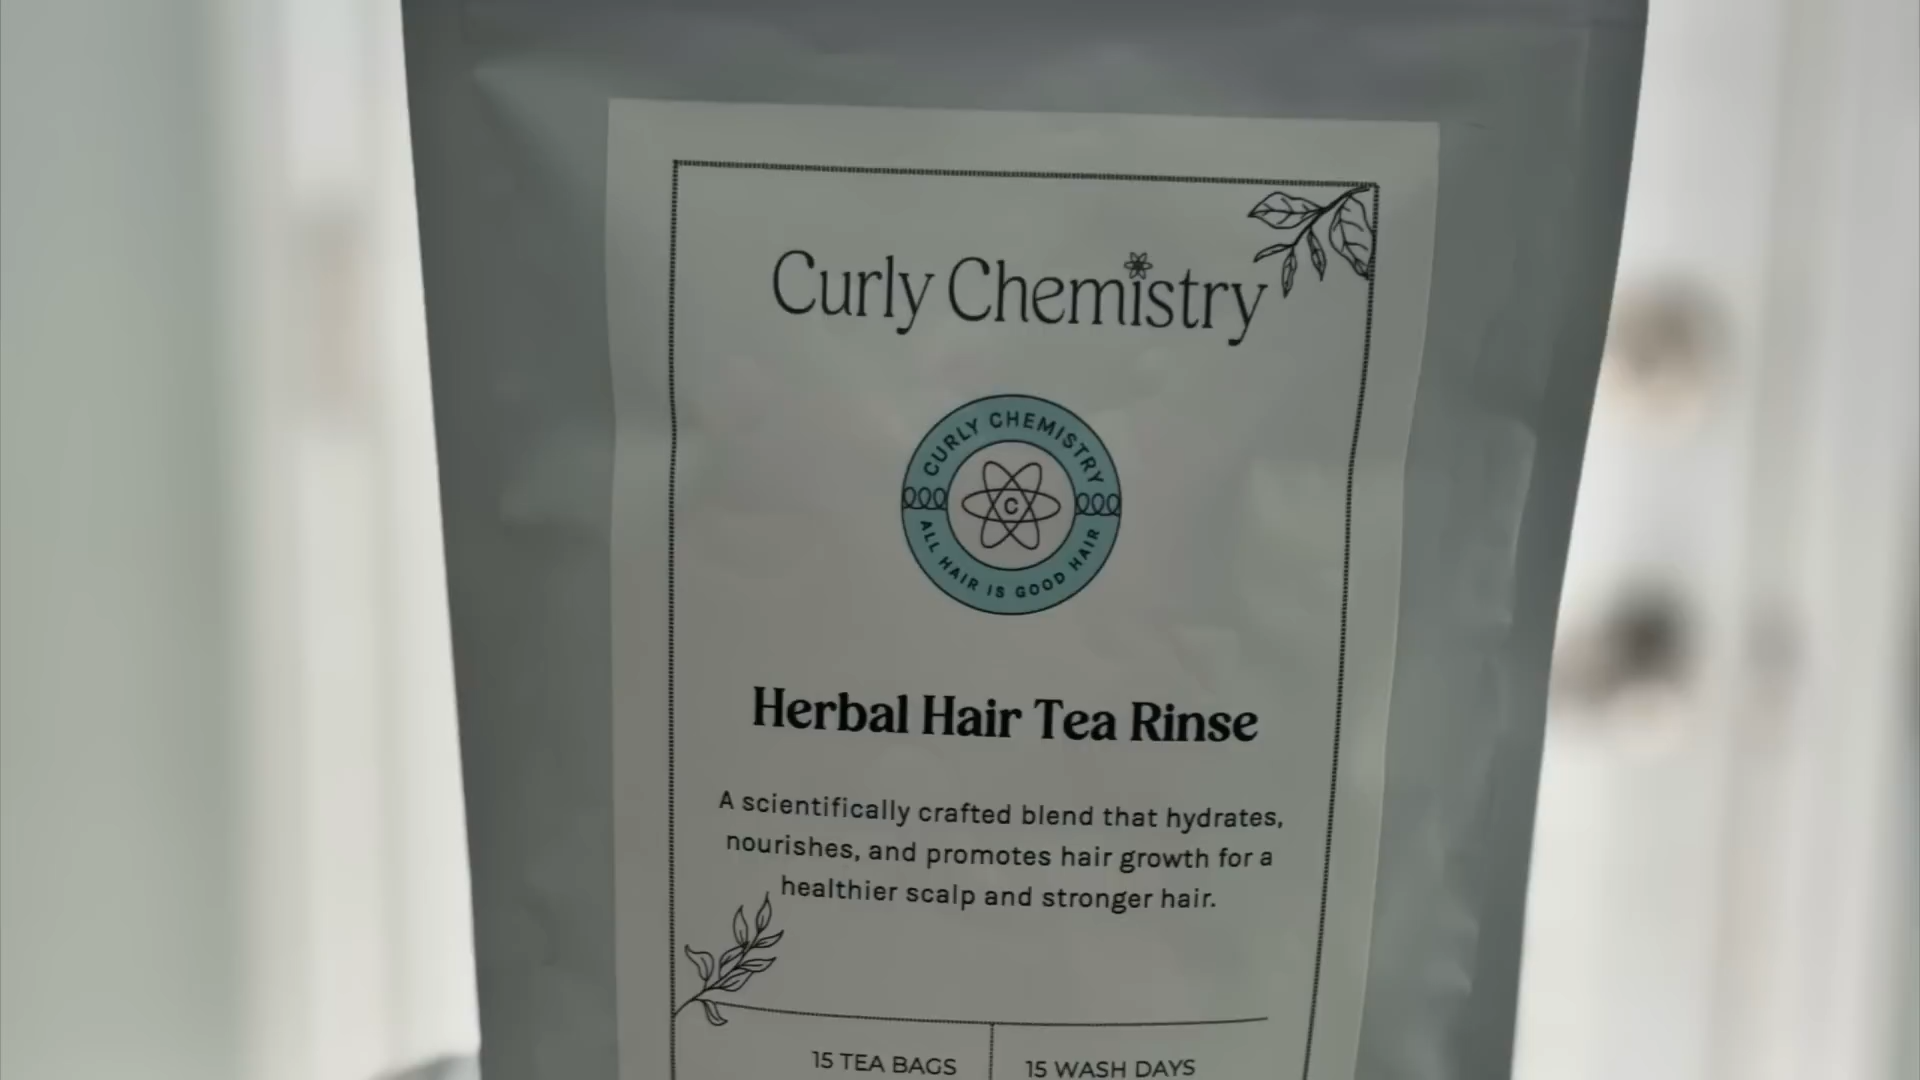 Curly Chemistry
CURLY CHEMISTRY
C
ALL HAIR IS GOOD HAIR
Herbal Hair Tea Rinse
A scientifically crafted blend that hydrates,
nourishes, and promotes hair growth for a
healthier scalp and stronger hair.
15 TEA BAGS
15 WASH DAYS